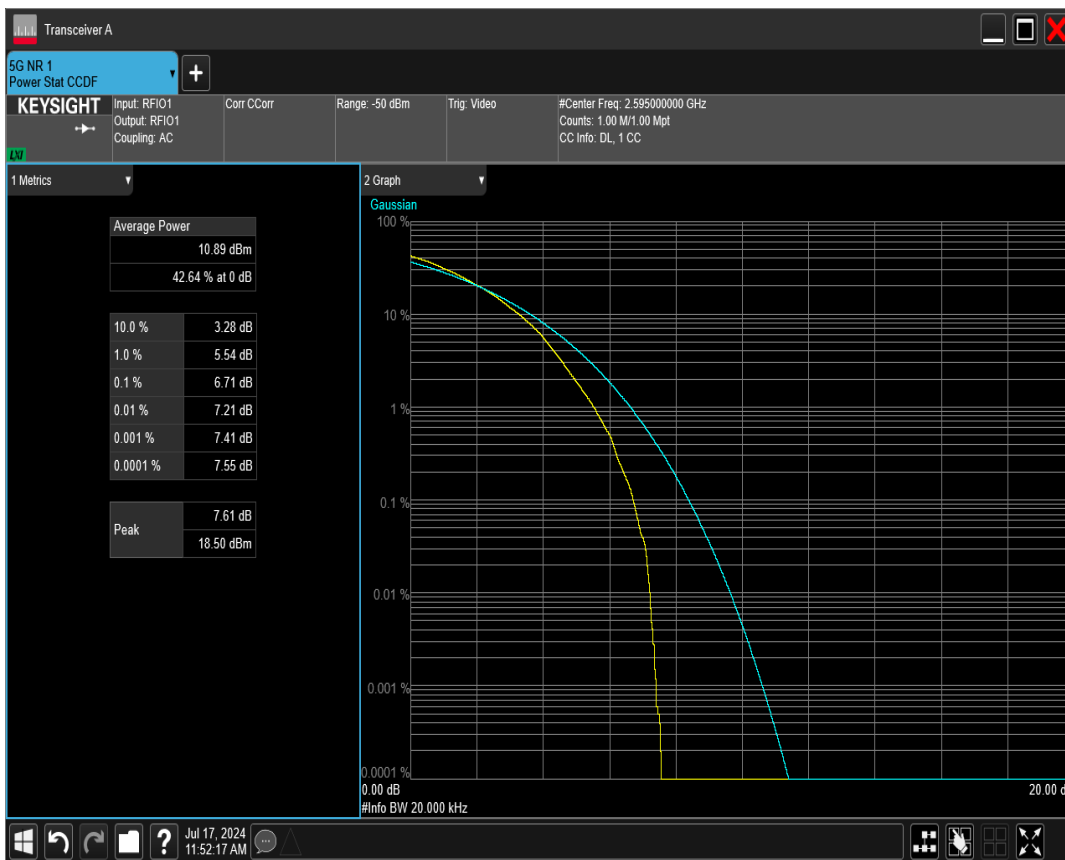 Transceiver A
5G NR 1
Power Stat CCDF
KEYSIGHT
LXI
Input: RFIO1
Output: RFIO1
Coupling: AC
Corr CCorr
Range: -50 dBm
Trig: Video
#Center Freq: 2.595000000 GHz
Counts: 1.00 M/1.00 Mpt
CC Info: DL, 1 CC
1 Metrics
Average Power
10.89 dBm
42.64 % at 0 dB
10.0 % 3.28 dB
1.0 % 5.54 dB
0.1 % 6.71 dB
0.01 % 7.21 dB
0.001 % 7.41 dB
0.0001 % 7.55 dB
Peak
7.61 dB
18.50 dBm
2 Graph
Gaussian
100 %
10 %
1 %
0.1 %
0.01 %
0.001 %
0.0001 %
0.00 dB
20.00 d
#Info BW 20.000 kHz
Jul 17, 2024
11:52:17 AM